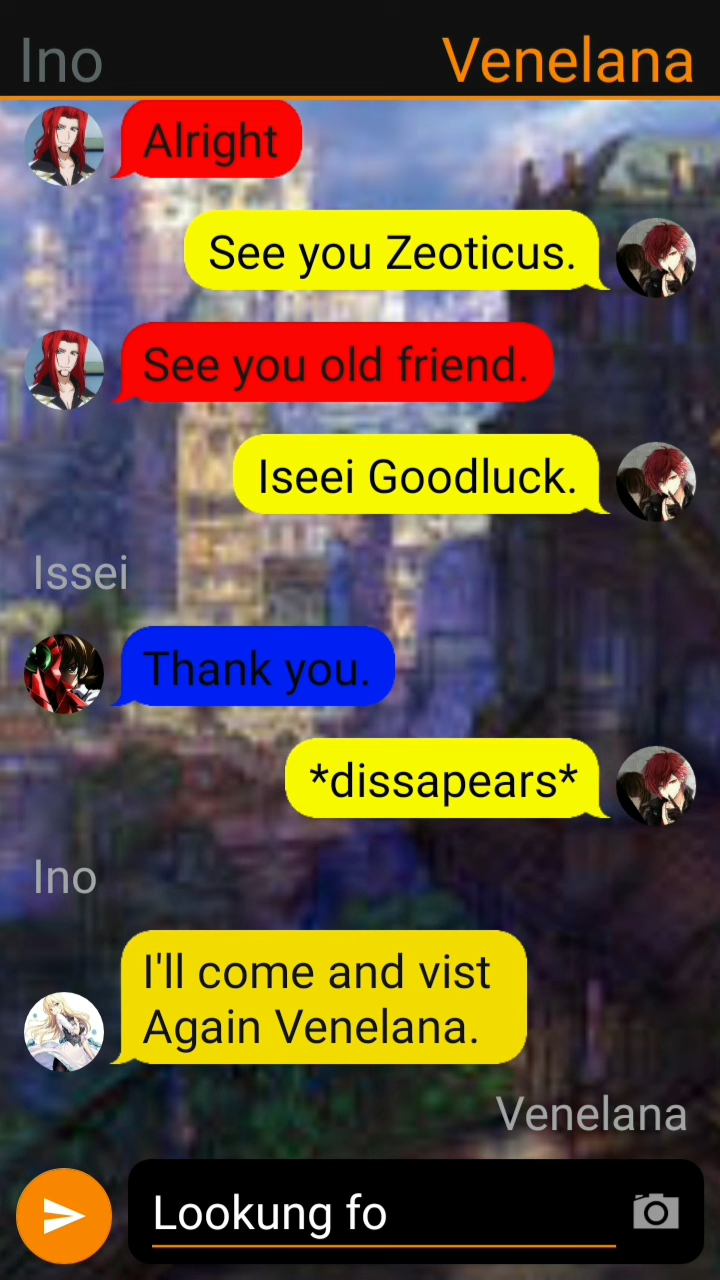 Ino
Venelana
Alright
See you Zeoticus.
See you old friend.
Iseei Goodluck.
Issei
Thank you.
*dissapears*
Ino
I'll come and vist
Again Venelana.
Venelana
Lookung fo